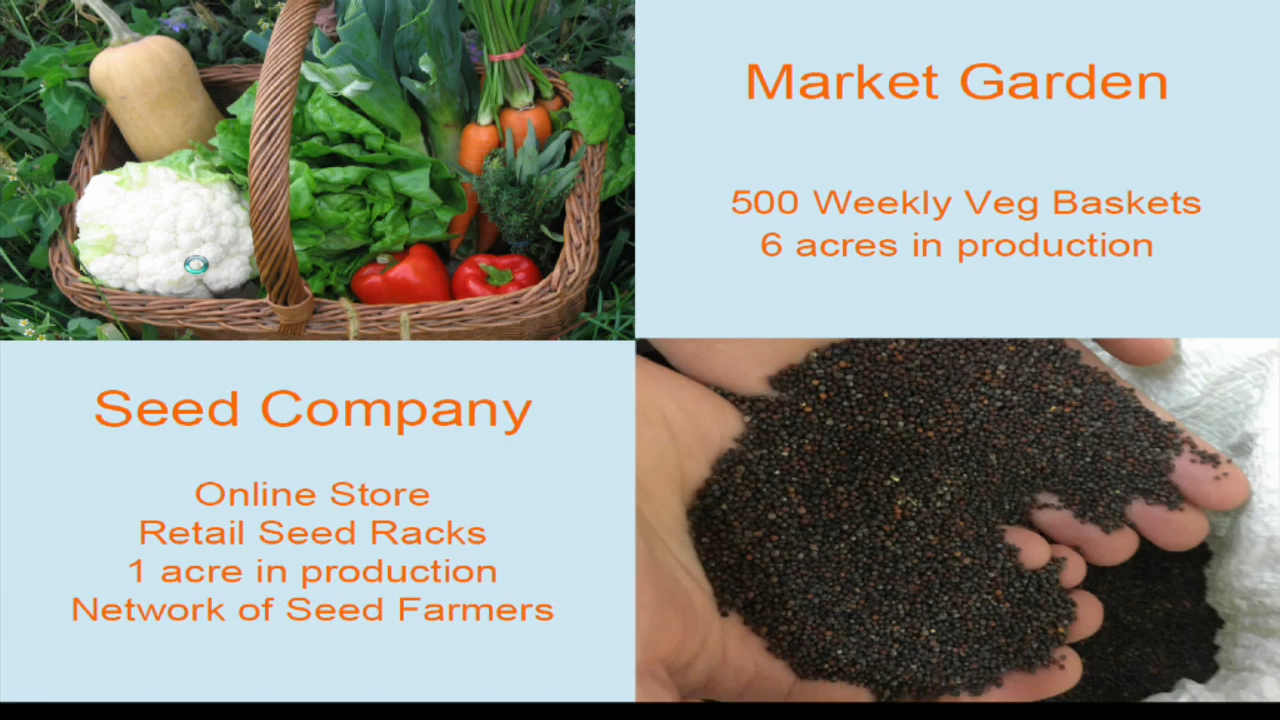 Market Garden
500 Weekly Veg Baskets
6 acres in production
Seed Company
Online Store
Retail Seed Racks
1 acre in production
Network of Seed Farmers